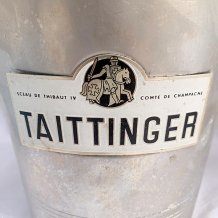 SCEAU DE THIBAUT IV COMTE DE CHAMPAGNE
TAITTINGER